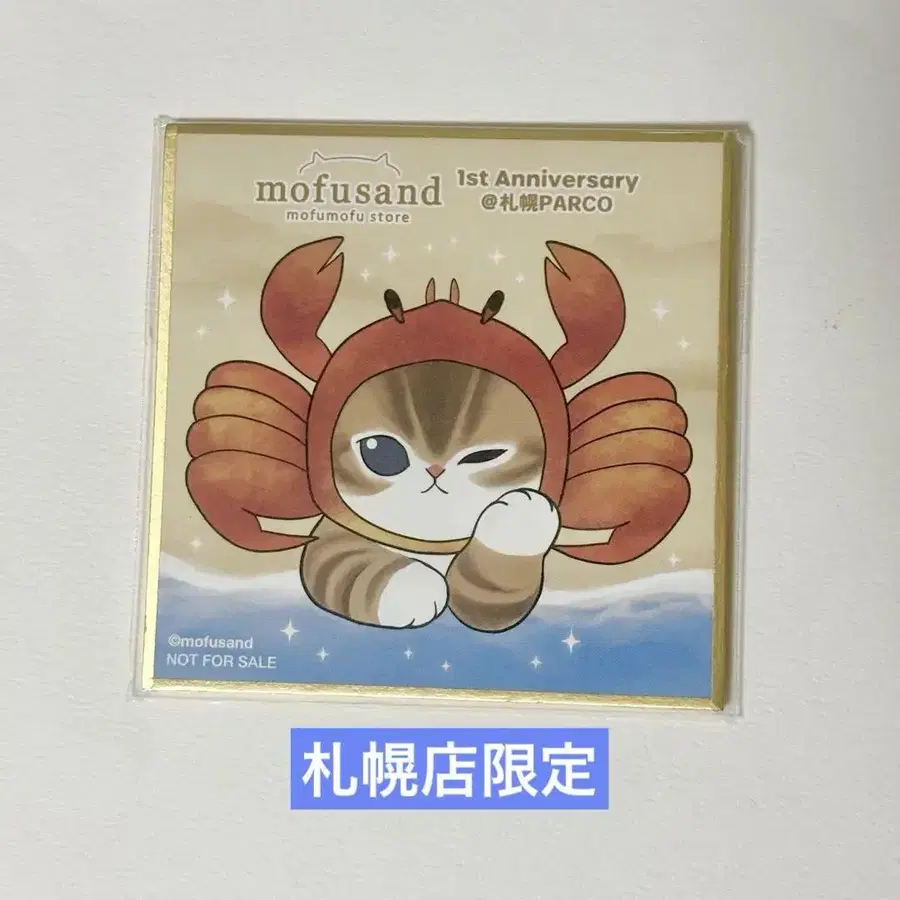 mofusand
mofumofu store
1st Anniversary
@札幌PARCO
©mofusand
NOT FOR SALE
札幌店限定